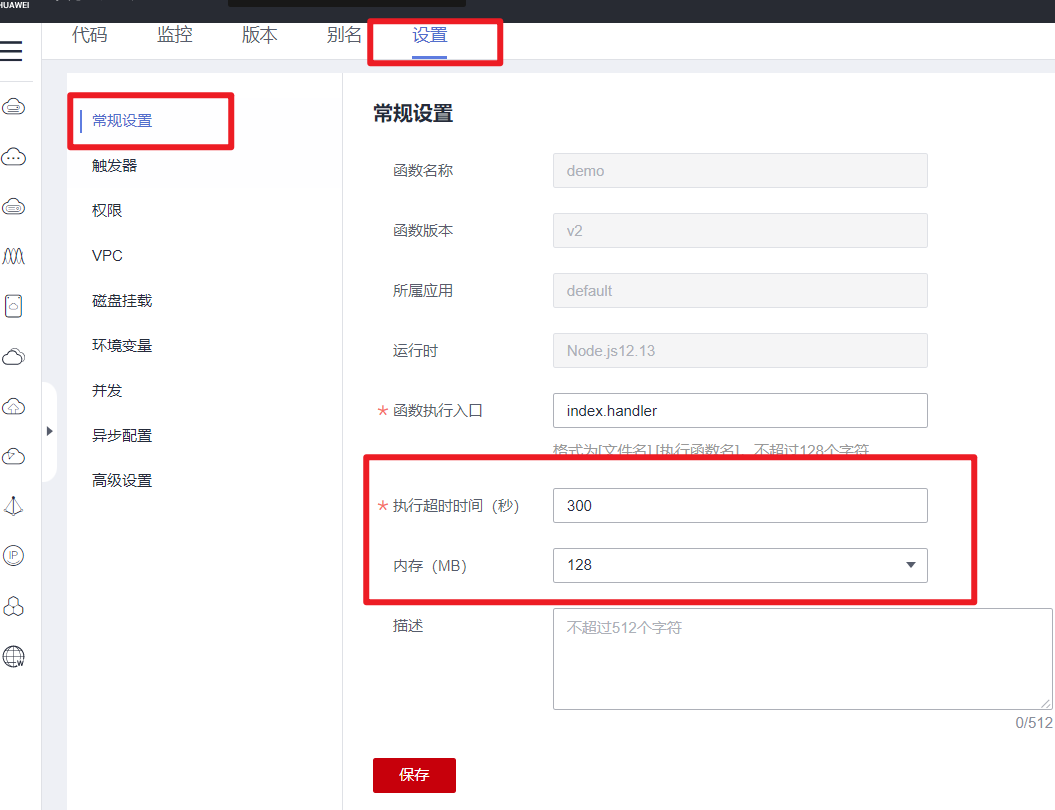 HUAWEI
代码 监控 版本 别名 设置
常规设置
触发器
权限
VPC
磁盘挂载
环境变量
并发
异步配置
高级设置
常规设置
函数名称 demo
函数版本 v2
所属应用 default
运行时 Node.js12.13
* 函数执行入口 index.handler
格式为[文件名].[执行函数名]，不超过128个字符
* 执行超时时间（秒） 300
内存（MB） 128
描述 不超过512个字符
0/512
保存
IP
W